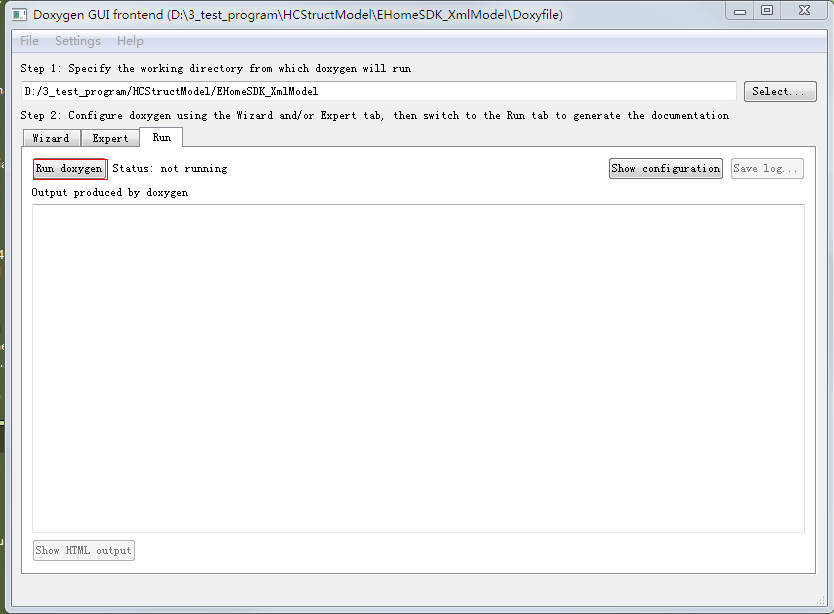 Doxygen GUI frontend (D:\3_test_program\HCStructModel\EHomeSDK_XmlModel\Doxyfile)
File Settings Help
Step 1: Specify the working directory from which doxygen will run
D:/3_test_program/HCStructModel/EHomeSDK_XmlModel Select...
Step 2: Configure doxygen using the Wizard and/or Expert tab, then switch to the Run tab to generate the documentation
Wizard Expert Run
Run doxygen Status: not running Show configuration Save log...
Output produced by doxygen
Show HTML output